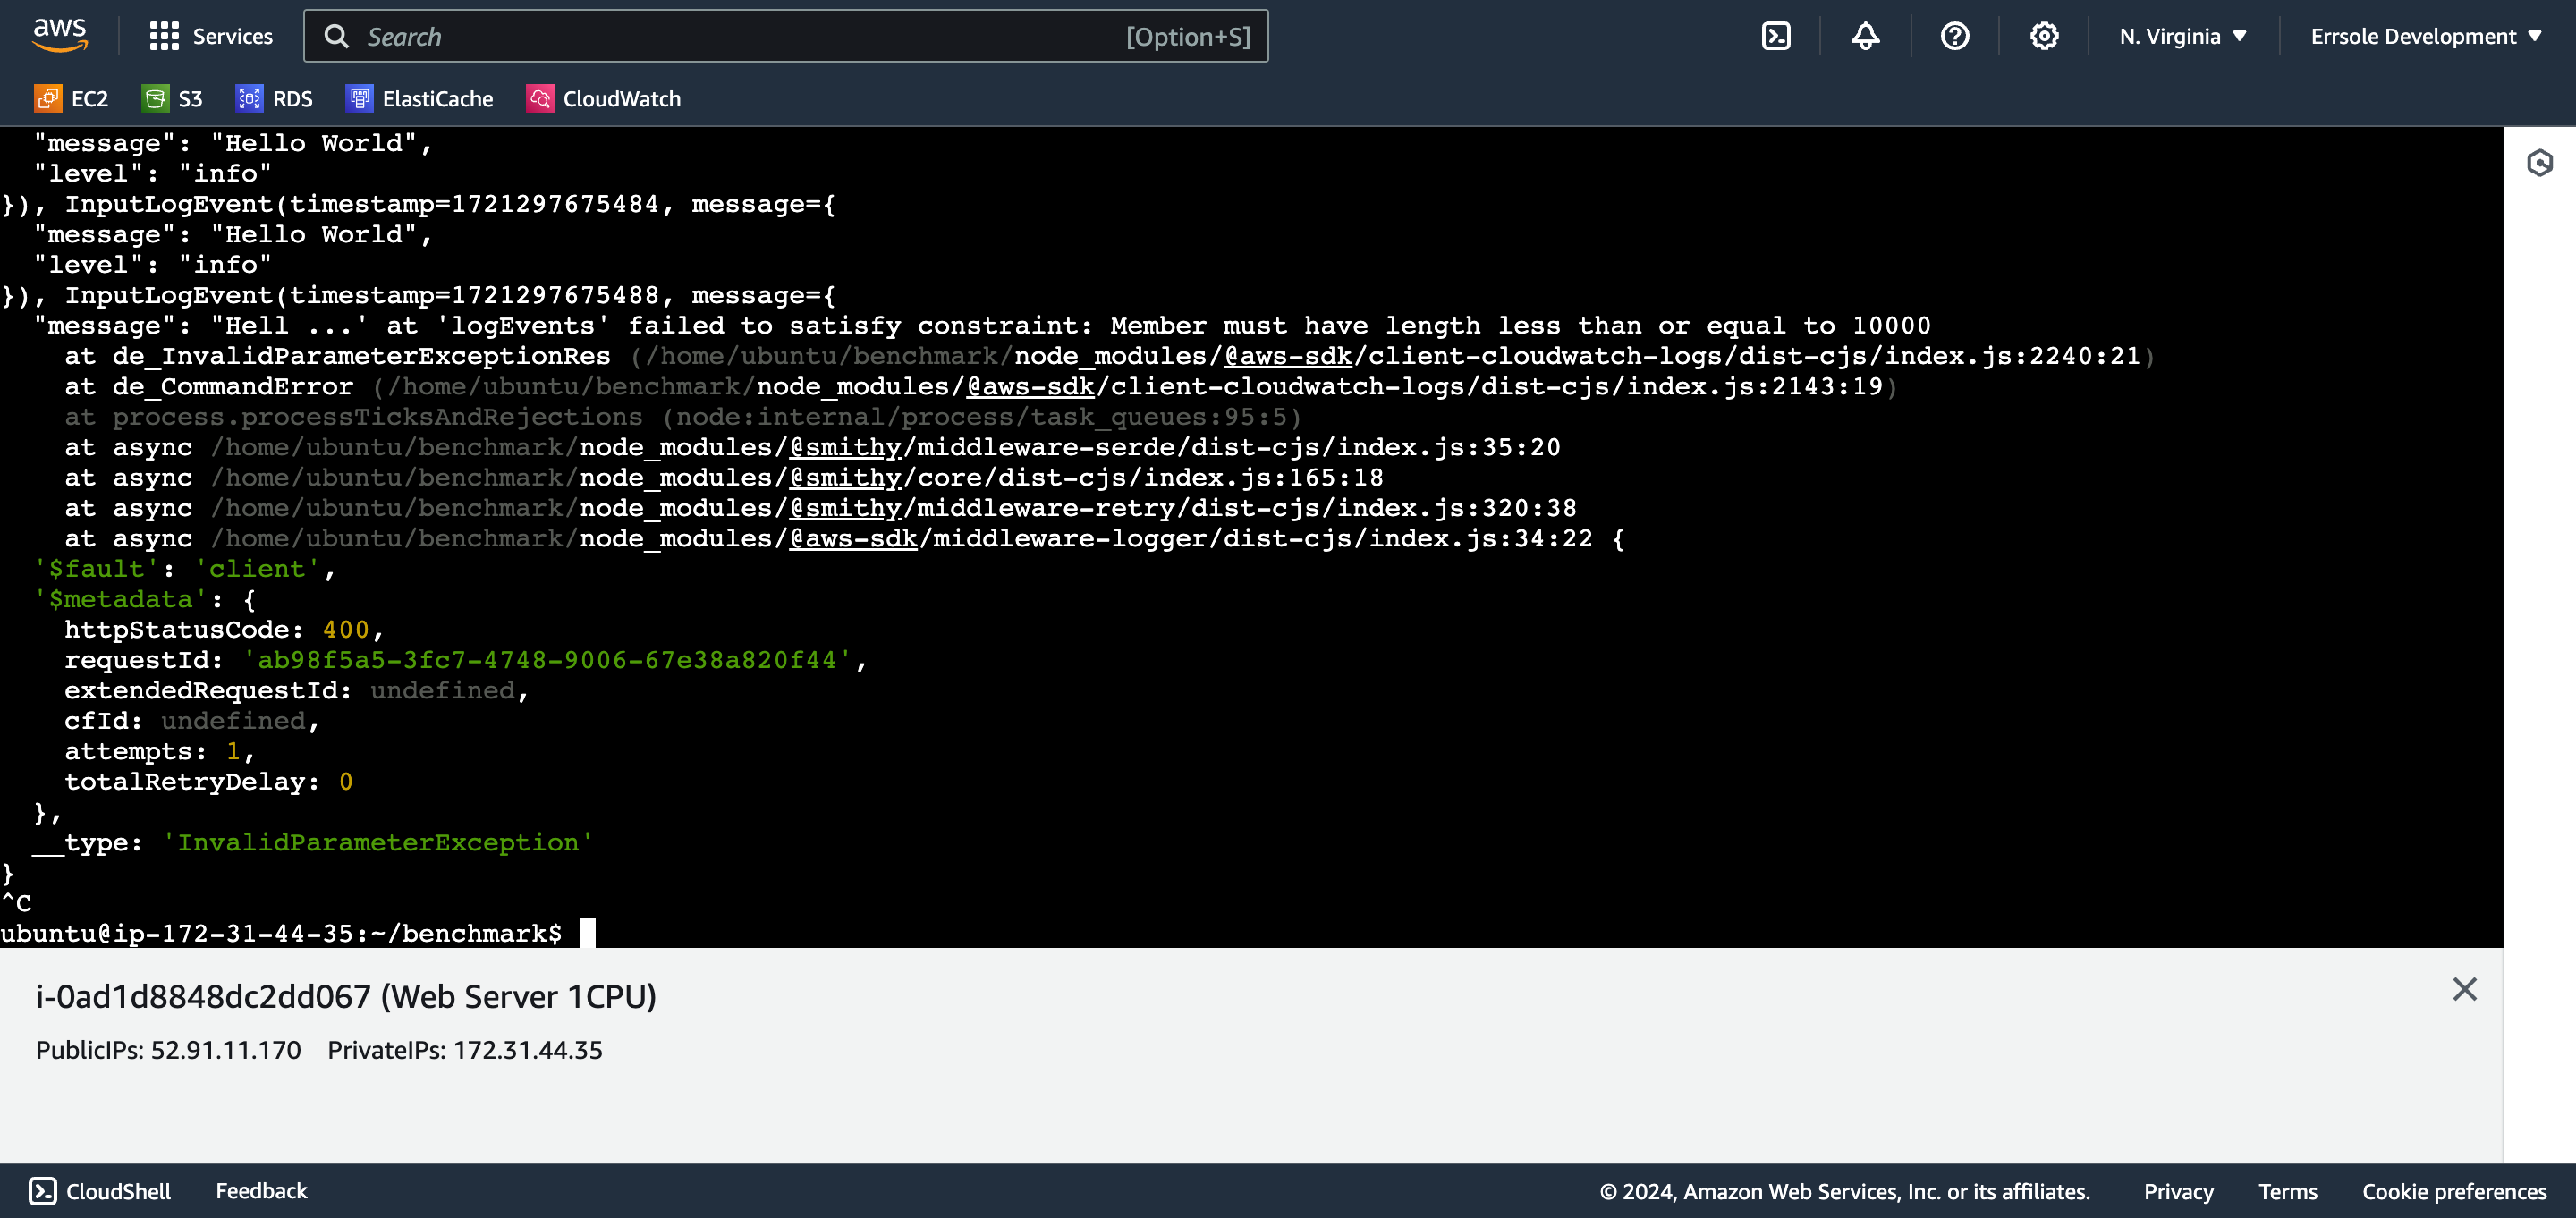 aws Services Search [Option+S] N. Virginia Errsole Development
EC2 S3 RDS ElastiCache CloudWatch
"message": "Hello World",
"level": "info"
}), InputLogEvent(timestamp=1721297675484, message={
"message": "Hello World",
"level": "info"
}), InputLogEvent(timestamp=1721297675488, message={
"message": "Hell ...' at 'logEvents' failed to satisfy constraint: Member must have length less than or equal to 10000
at de_InvalidParameterExceptionRes (/home/ubuntu/benchmark/node_modules/@aws-sdk/client-cloudwatch-logs/dist-cjs/index.js:2240:21)
at de_CommandError (/home/ubuntu/benchmark/node_modules/@aws-sdk/client-cloudwatch-logs/dist-cjs/index.js:2143:19)
at process.processTicksAndRejections (node:internal/process/task_queues:95:5)
at async /home/ubuntu/benchmark/node_modules/@smithy/middleware-serde/dist-cjs/index.js:35:20
at async /home/ubuntu/benchmark/node_modules/@smithy/core/dist-cjs/index.js:165:18
at async /home/ubuntu/benchmark/node_modules/@smithy/middleware-retry/dist-cjs/index.js:320:38
at async /home/ubuntu/benchmark/node_modules/@aws-sdk/middleware-logger/dist-cjs/index.js:34:22 {
'$fault': 'client',
'$metadata': {
httpStatusCode: 400,
requestId: 'ab98f5a5-3fc7-4748-9006-67e38a820f44',
extendedRequestId: undefined,
cfId: undefined,
attempts: 1,
totalRetryDelay: 0
},
__type: 'InvalidParameterException'
}
^C
ubuntu@ip-172-31-44-35:~/benchmark$
i-0ad1d8848dc2dd067 (Web Server 1CPU)
PublicIPs: 52.91.11.170 PrivateIPs: 172.31.44.35
CloudShell Feedback © 2024, Amazon Web Services, Inc. or its affiliates. Privacy Terms Cookie preferences